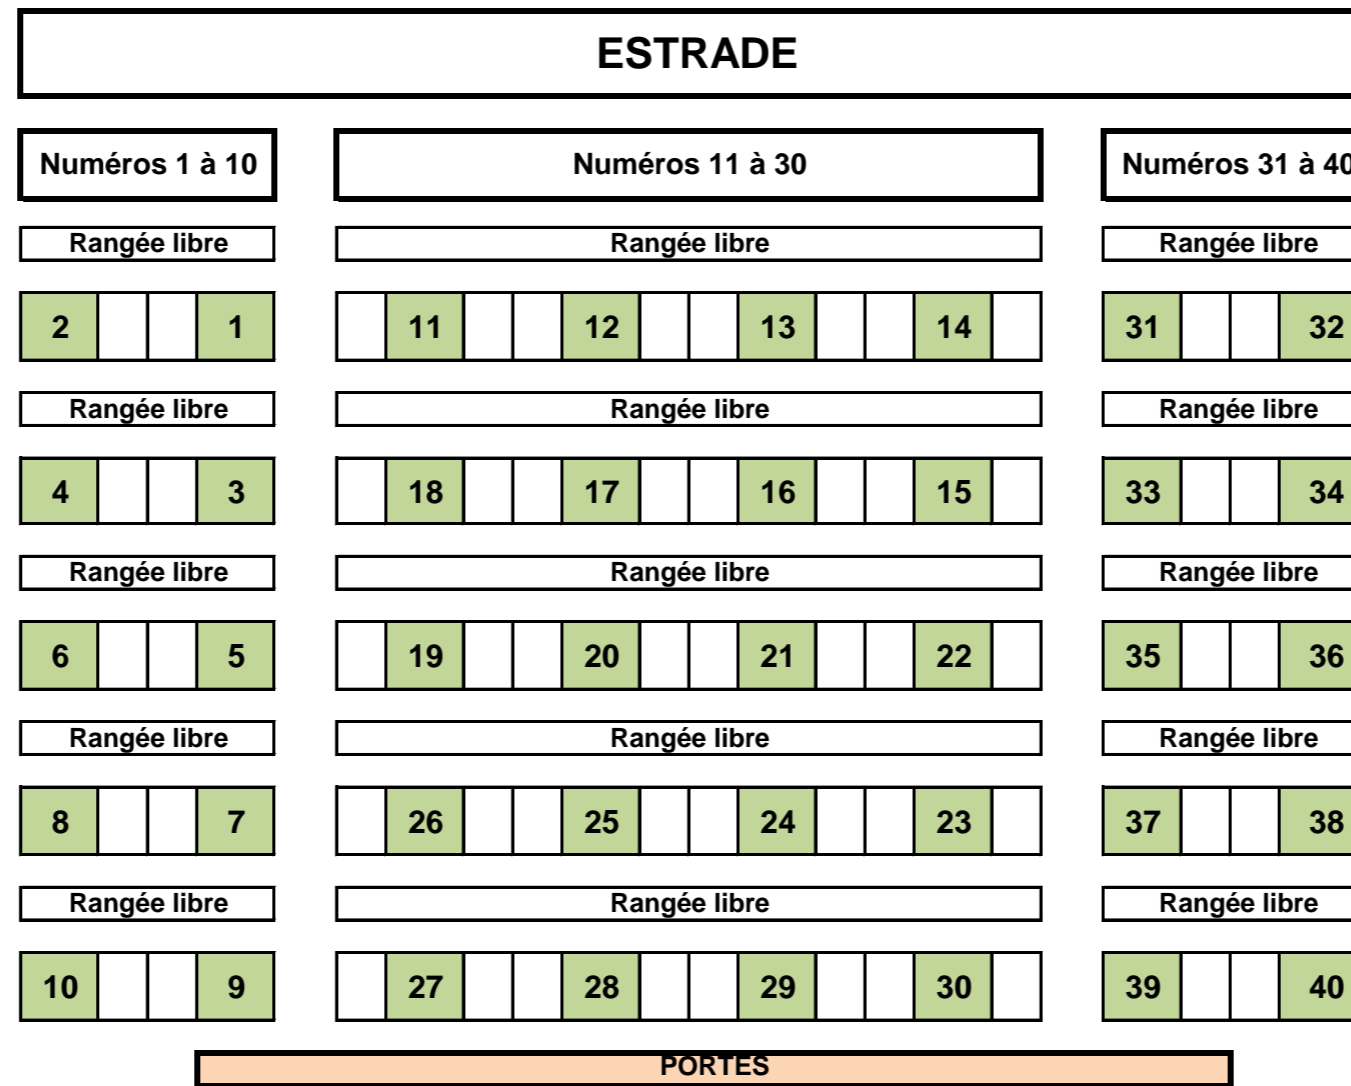 ESTRADE
Numéros 1 à 10 Numéros 11 à 30 Numéros 31 à 40
Rangée libre Rangée libre Rangée libre
2 1 11 12 13 14 31 32
Rangée libre Rangée libre Rangée libre
4 3 18 17 16 15 33 34
Rangée libre Rangée libre Rangée libre
6 5 19 20 21 22 35 36
Rangée libre Rangée libre Rangée libre
8 7 26 25 24 23 37 38
Rangée libre Rangée libre Rangée libre
10 9 27 28 29 30 39 40
PORTES